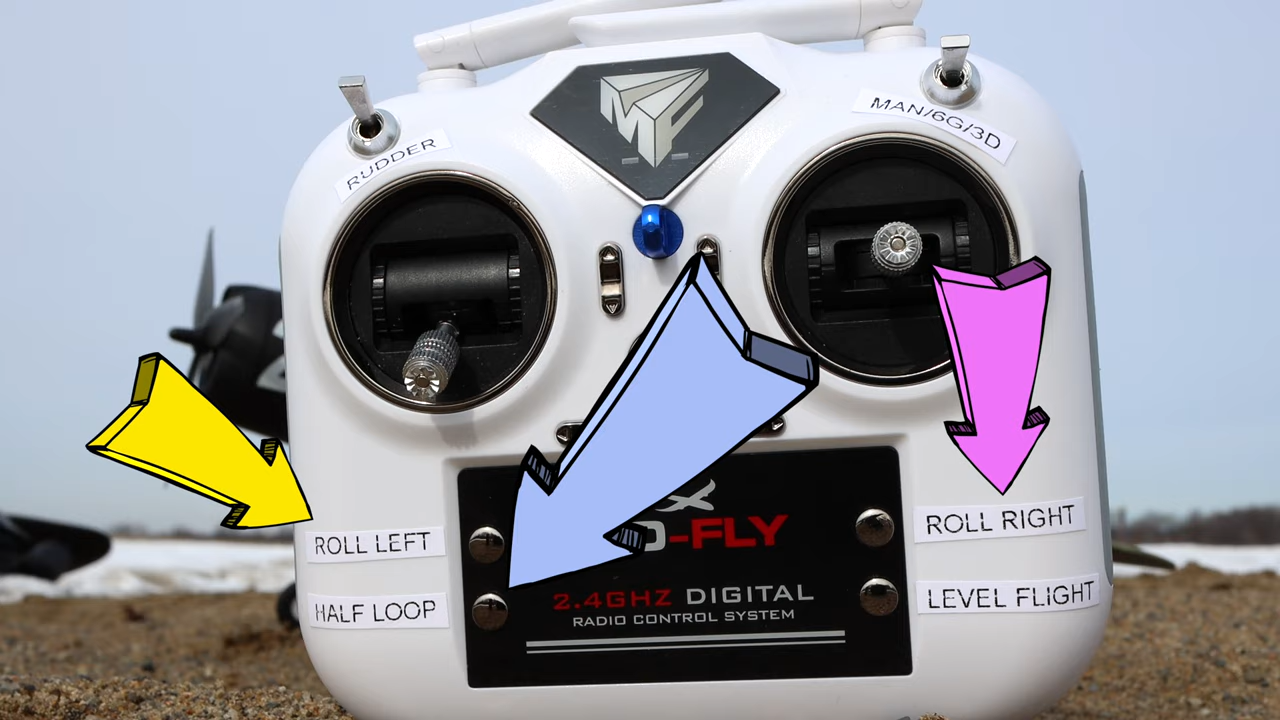 MF
RUDDER
MAN/6G/3D
-FLY
ROLL LEFT
ROLL RIGHT
HALF LOOP
LEVEL FLIGHT
2.4GHZ DIGITAL
RADIO CONTROL SYSTEM